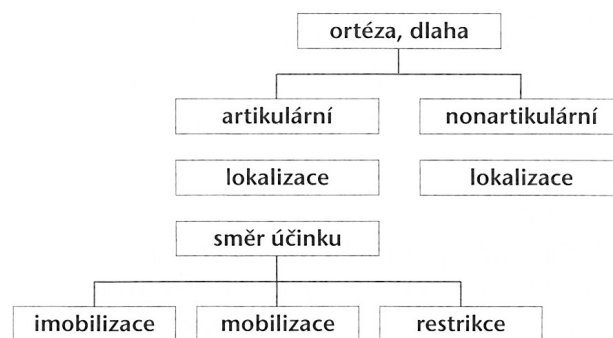 ortéza, dlaha
artikulární
nonartikulární
lokalizace
lokalizace
směr účinku
imobilizace
mobilizace
restrikce